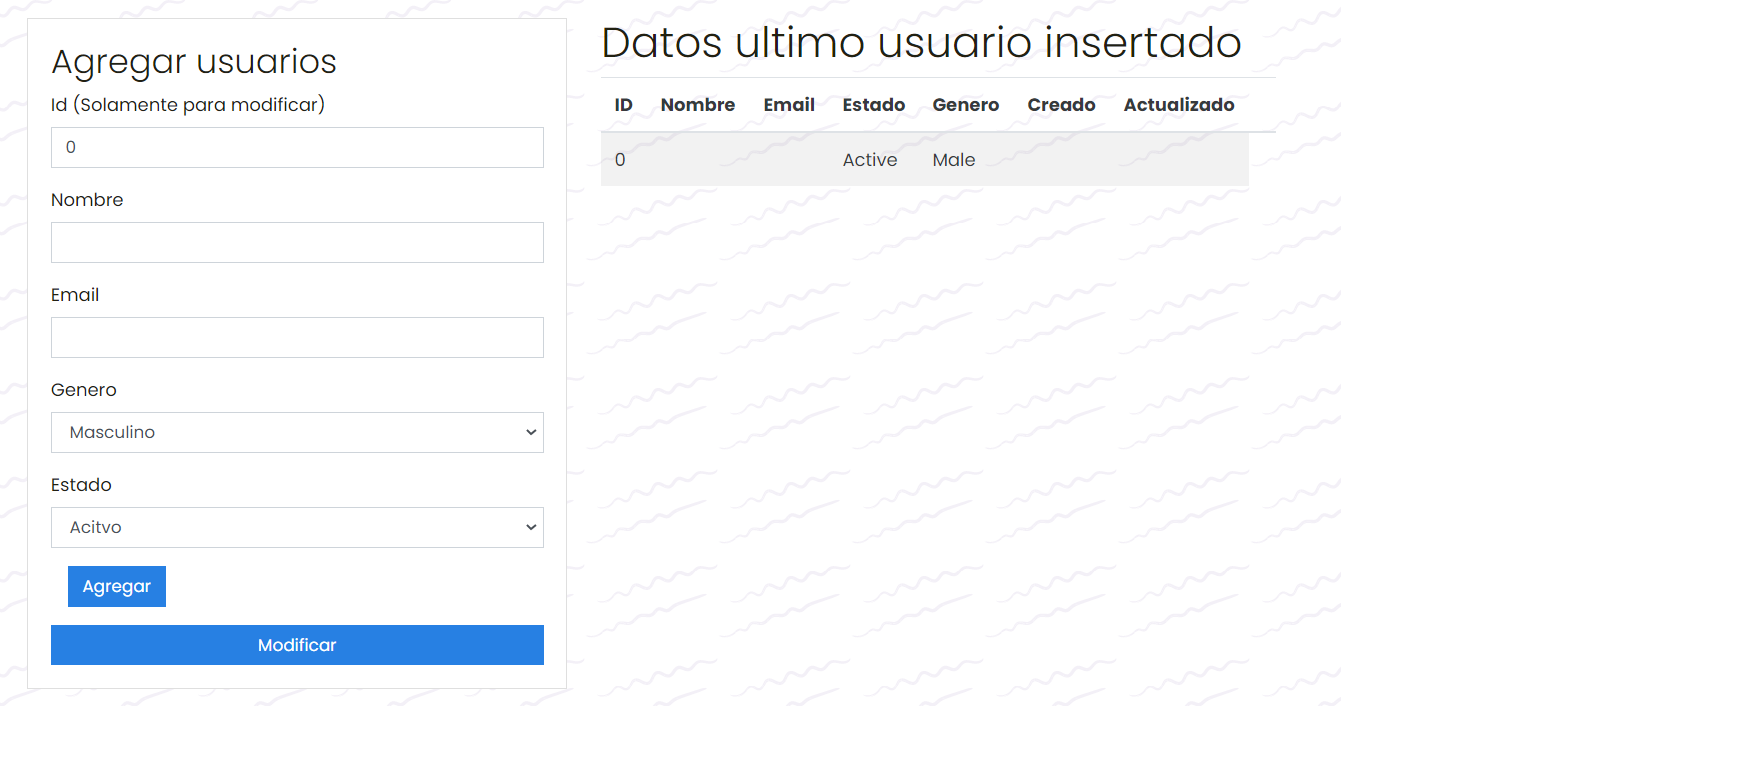 Agregar usuarios
Id (Solamente para modificar)
0
Nombre
Email
Genero
Masculino
Estado
Acitvo
Agregar
Modificar
Datos ultimo usuario insertado
ID Nombre Email Estado Genero Creado Actualizado
0 Active Male